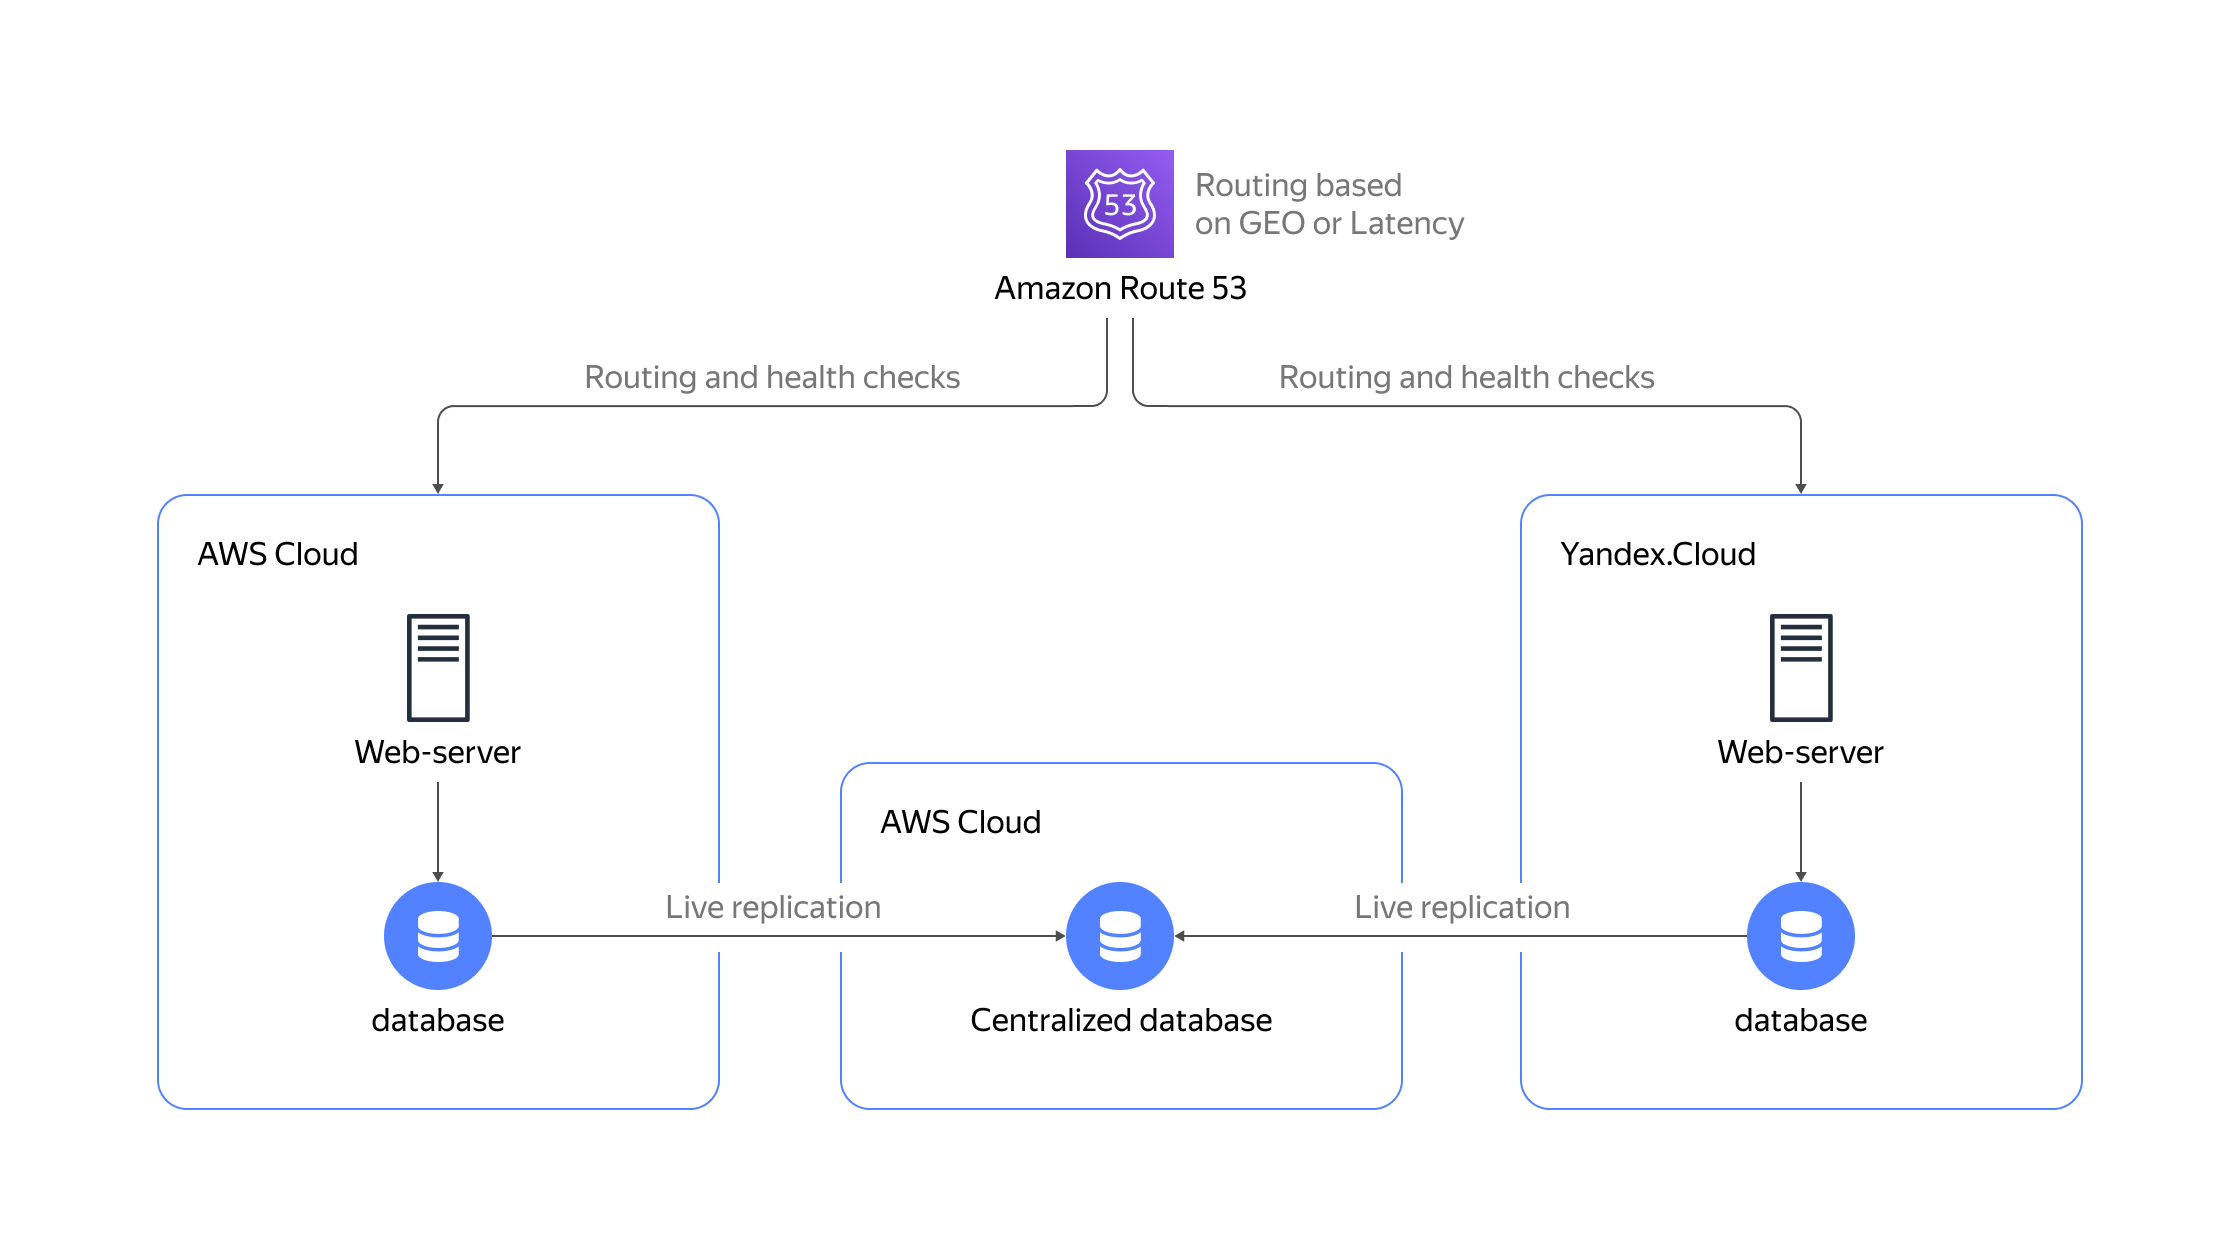 53
Routing based
on GEO or Latency
Amazon Route 53
Routing and health checks
Routing and health checks
AWS Cloud
Yandex.Cloud
Web-server
Web-server
AWS Cloud
Live replication
Live replication
database
Centralized database
database